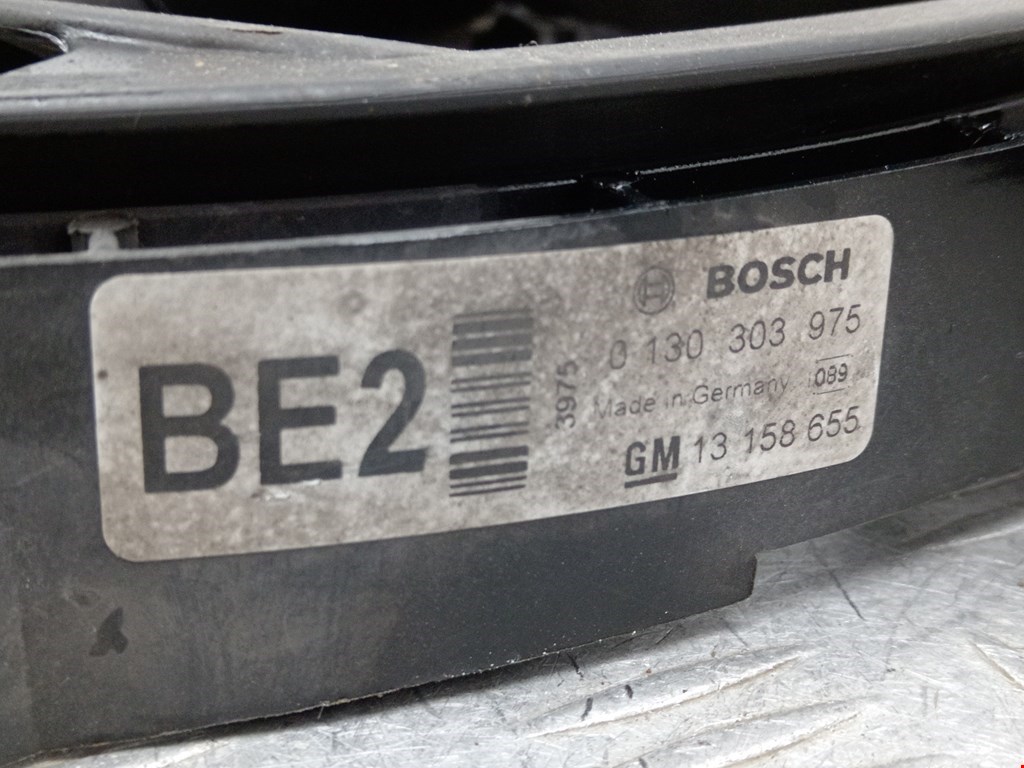 BE2
3975
BOSCH
0 130 303 975
Made in Germany 089
GM 13 158 655